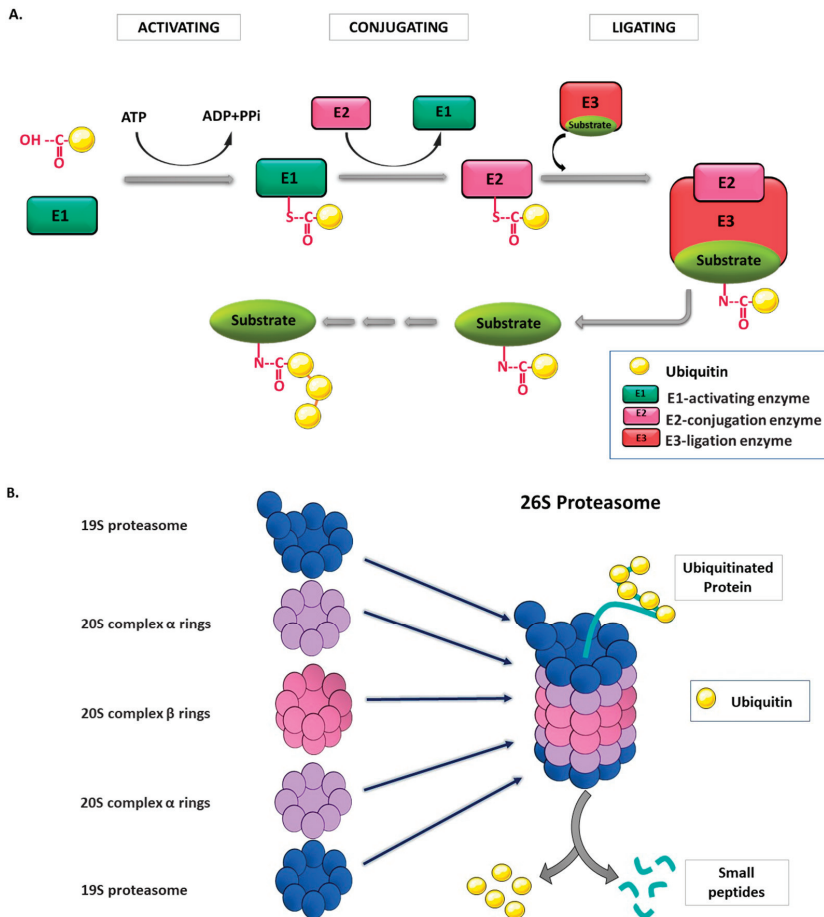 A.
ACTIVATING
CONJUGATING
LIGATING
ATP
ADP+PPi
E2
E1
E3
Substrate
OH --C-
O
E1
E1
S--C-
O
E2
S--C-
O
E2
E3
Substrate
N --C-
O
Substrate
N --C-
O
Substrate
N --C-
O
Ubiquitin
E1
E1-activating enzyme
E2
E2-conjugation enzyme
E3
E3-ligation enzyme
B.
26S Proteasome
19S proteasome
Ubiquitinated
Protein
20S complex α rings
20S complex β rings
Ubiquitin
20S complex α rings
19S proteasome
Small
peptides